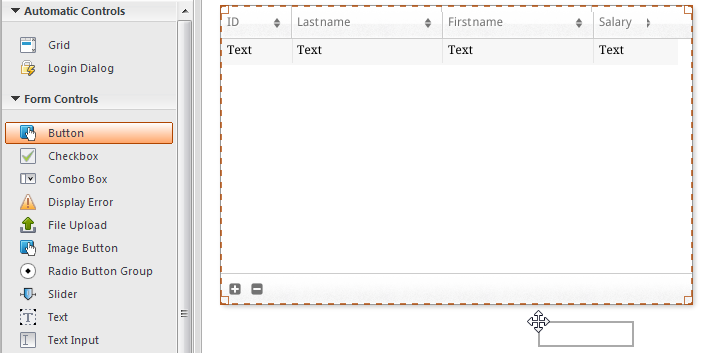 Automatic Controls
Grid
Login Dialog
Form Controls
Button
Checkbox
Combo Box
Display Error
File Upload
Image Button
Radio Button Group
Slider
Text
Text Input
ID Lastname Firstname Salary
Text Text Text Text